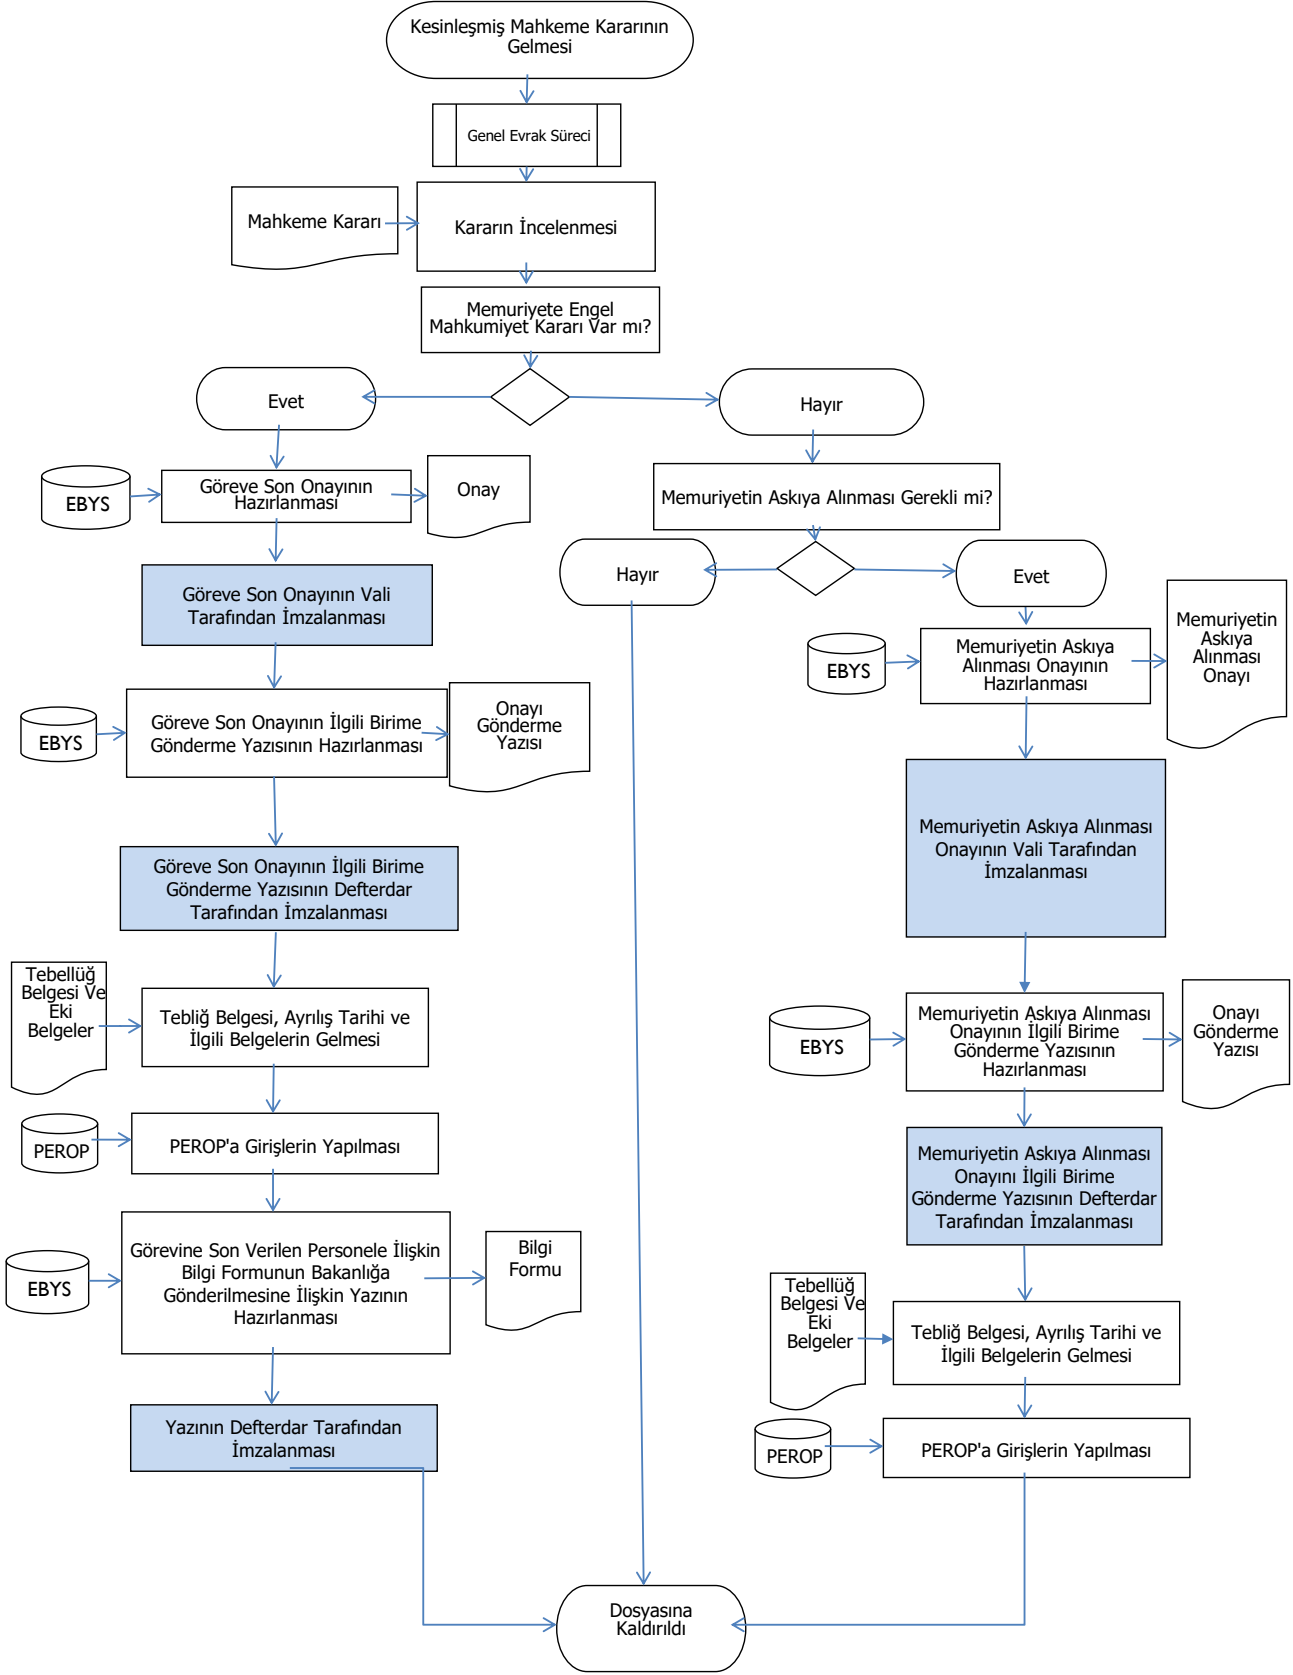 Kesinleşmiş Mahkeme Kararının
Gelmesi
Genel Evrak Süreci
Mahkeme Kararı
Kararın İncelenmesi
Memuriyete Engel
Mahkumiyet Kararı Var mı?
Evet
Hayır
EBYS
Göreve Son Onayının
Hazırlanması
Onay
Memuriyetin Askıya Alınması Gerekli mi?
Hayır
Evet
Göreve Son Onayının Vali
Tarafından İmzalanması
EBYS
Memuriyetin Askıya
Alınması Onayının
Hazırlanması
Memuriyetin
Askıya
Alınması
Onayı
EBYS
Göreve Son Onayının İlgili Birime
Gönderme Yazısının Hazırlanması
Onayı
Gönderme
Yazısı
Memuriyetin Askıya Alınması
Onayının Vali Tarafından
İmzalanması
Göreve Son Onayının İlgili Birime
Gönderme Yazısının Defterdar
Tarafından İmzalanması
Tebellüğ
Belgesi Ve
Eki
Belgeler
Tebliğ Belgesi, Ayrılış Tarihi ve
İlgili Belgelerin Gelmesi
EBYS
Memuriyetin Askıya Alınması
Onayının İlgili Birime
Gönderme Yazısının
Hazırlanması
Onayı
Gönderme
Yazısı
PEROP
PEROP'a Girişlerin Yapılması
Memuriyetin Askıya Alınması
Onayını İlgili Birime
Gönderme Yazısının Defterdar
Tarafından İmzalanması
EBYS
Görevine Son Verilen Personele İlişkin
Bilgi Formunun Bakanlığa
Gönderilmesine İlişkin Yazının
Hazırlanması
Bilgi
Formu
Tebellüğ
Belgesi Ve
Eki
Belgeler
Tebliğ Belgesi, Ayrılış Tarihi ve
İlgili Belgelerin Gelmesi
Yazının Defterdar Tarafından
İmzalanması
PEROP
PEROP'a Girişlerin Yapılması
Dosyasına
Kaldırıldı